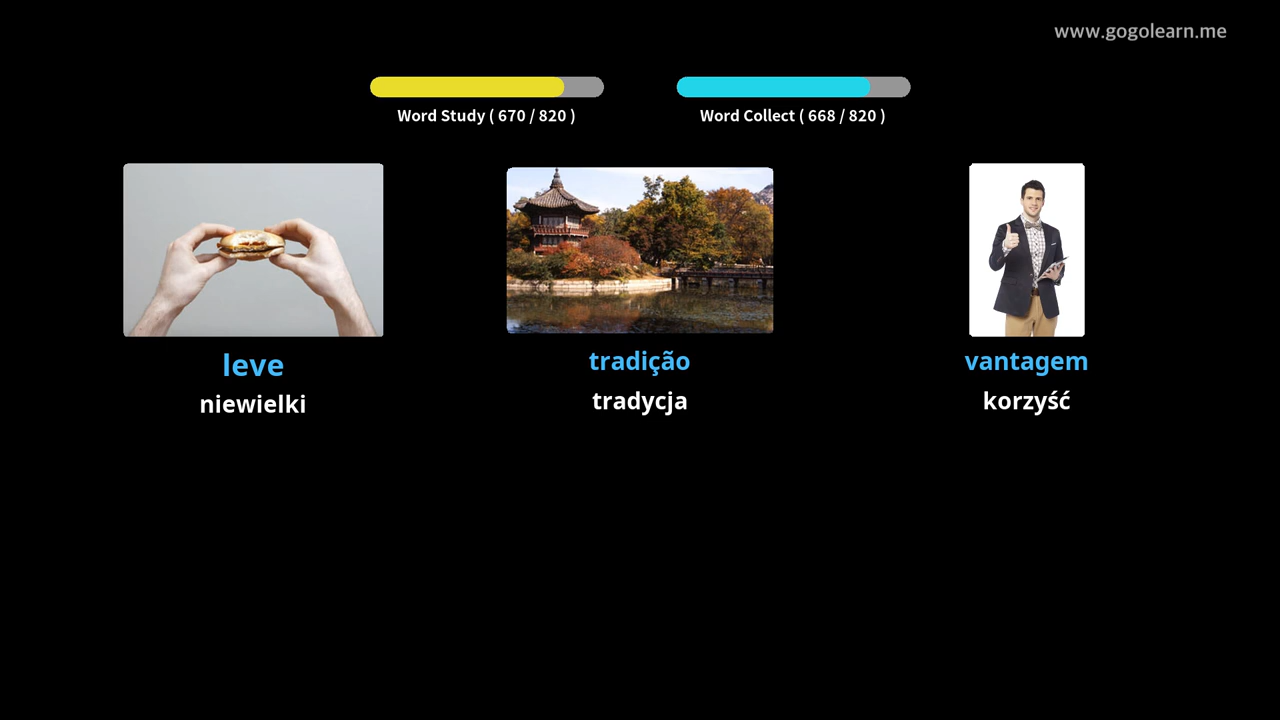 www.gogolearn.me
Word Study ( 670 / 820 )
Word Collect ( 668 / 820 )
leve
niewielki
tradição
tradycja
vantagem
korzyść